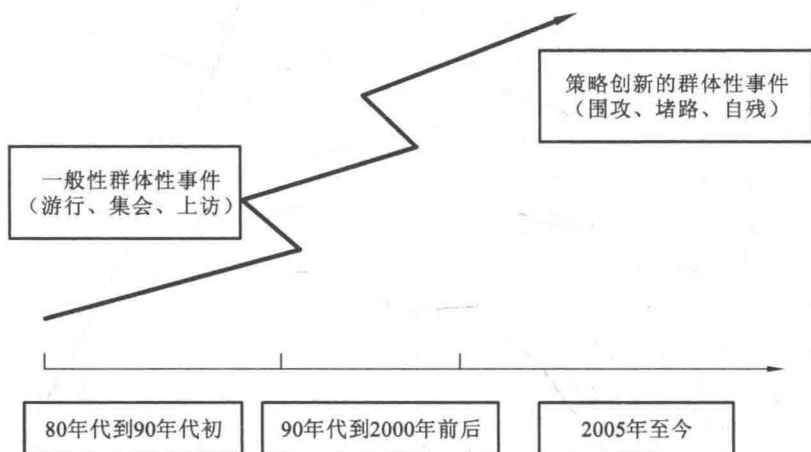 策略创新的群体性事件
（围攻、堵路、自残）
一般性群体性事件
（游行、集会、上访）
80年代到90年代初
90年代到2000年前后
2005年至今